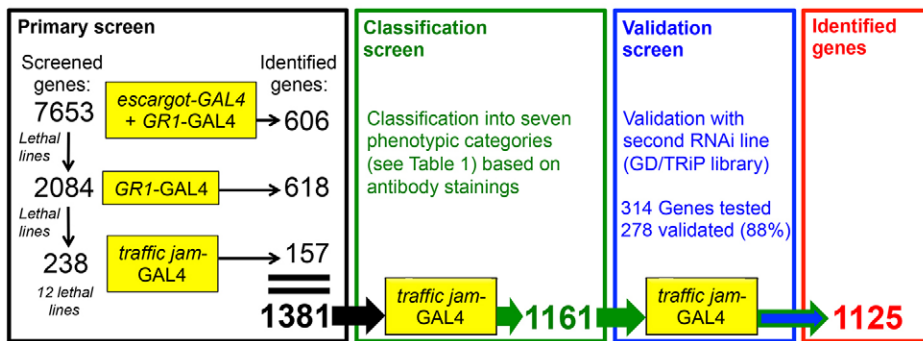 Primary screen
Screened
genes:
Identified
genes:
7653
escargot-GAL4
+ GR1-GAL4
606
Lethal
lines
2084
GR1-GAL4
618
Lethal
lines
238
traffic jam-
GAL4
157
12 lethal
lines
1381
Classification
screen
Classification into seven
phenotypic categories
(see Table 1) based on
antibody stainings
traffic jam-
GAL4
1161
Validation
screen
Validation with
second RNAi line
(GD/TRiP library)
314 Genes tested
278 validated (88%)
traffic jam-
GAL4
Identified
genes
1125